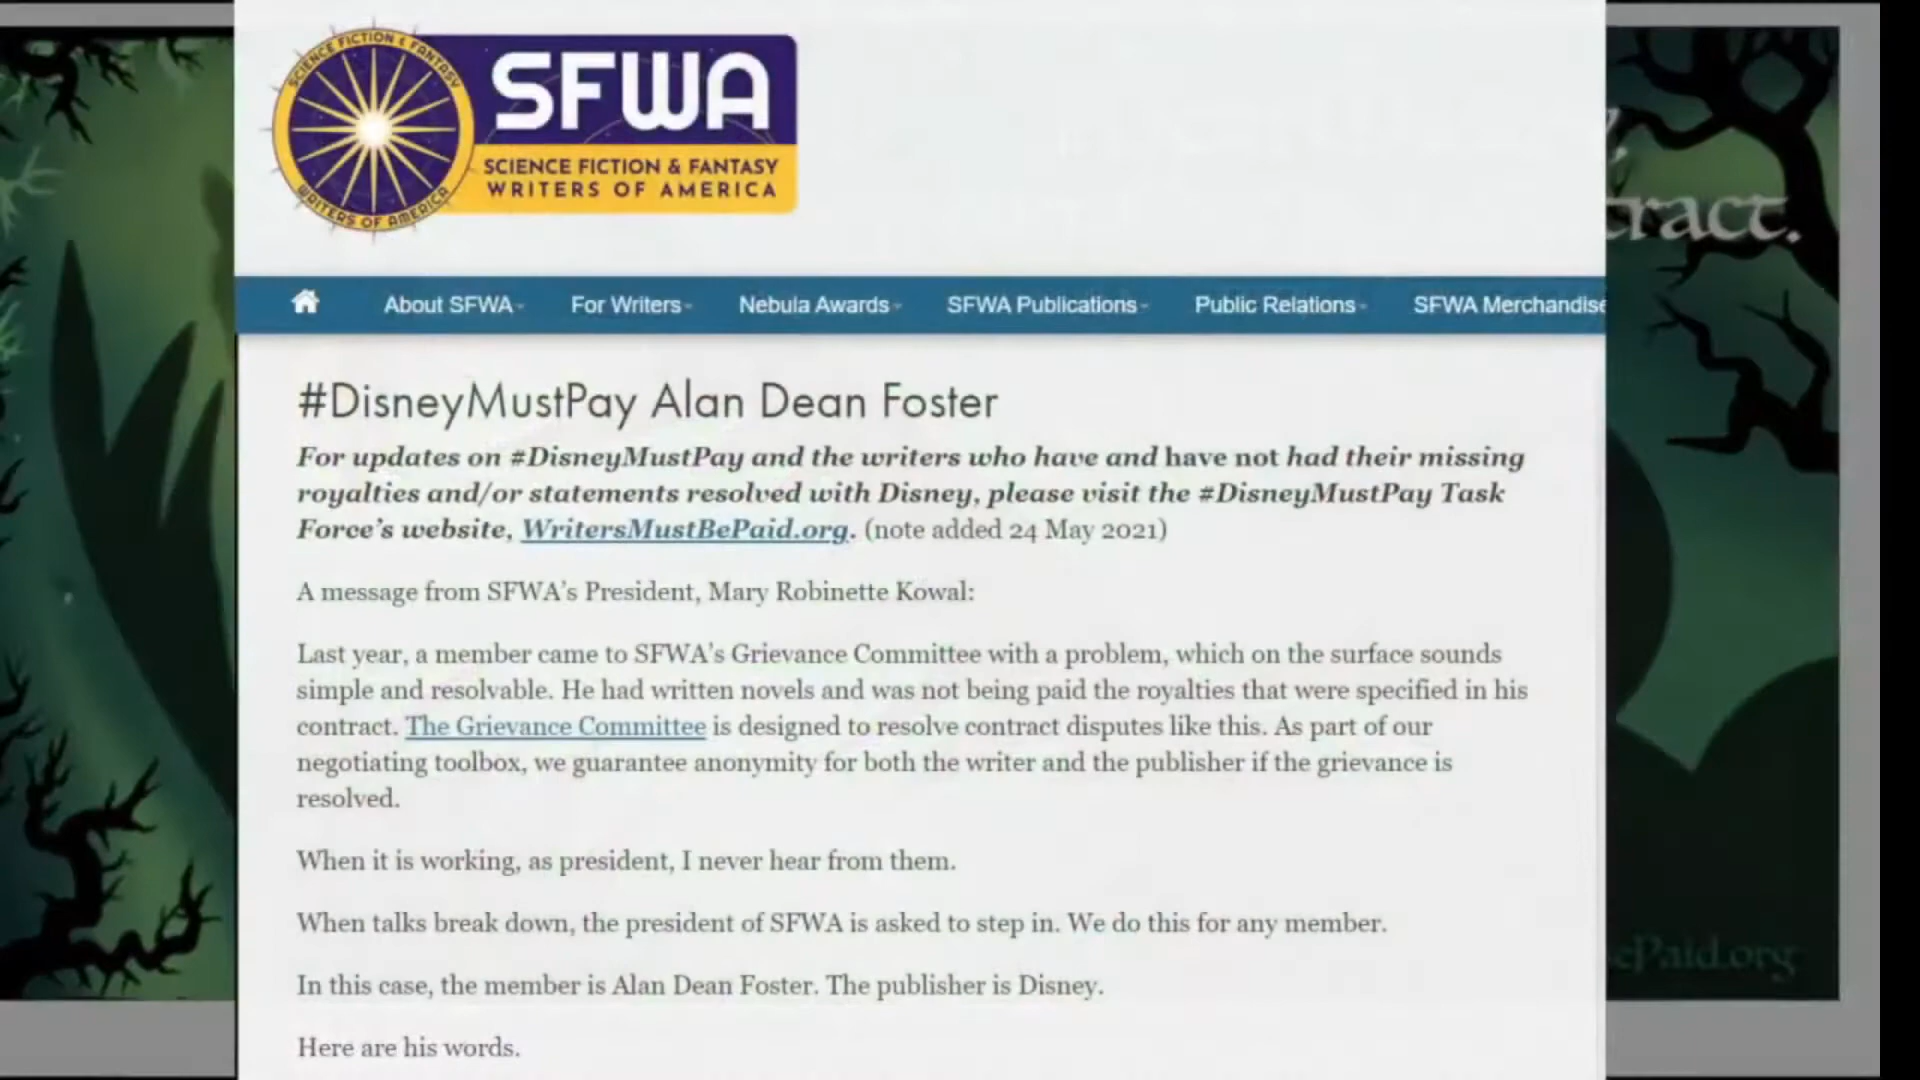 SCIENCE FICTION & FANTASY
WRITERS OF AMERICA
SFWA
SCIENCE FICTION & FANTASY
WRITERS OF AMERICA
tract.
About SFWA
For Writers
Nebula Awards
SFWA Publications
Public Relations
SFWA Merchandise
#DisneyMustPay Alan Dean Foster
For updates on #DisneyMustPay and the writers who have and have not had their missing
royalties and/or statements resolved with Disney, please visit the #DisneyMustPay Task
Force's website, WritersMustBePaid.org. (note added 24 May 2021)
A message from SFWA's President, Mary Robinette Kowal:
Last year, a member came to SFWA's Grievance Committee with a problem, which on the surface sounds
simple and resolvable. He had written novels and was not being paid the royalties that were specified in his
contract. The Grievance Committee is designed to resolve contract disputes like this. As part of our
negotiating toolbox, we guarantee anonymity for both the writer and the publisher if the grievance is
resolved.
When it is working, as president, I never hear from them.
When talks break down, the president of SFWA is asked to step in. We do this for any member.
In this case, the member is Alan Dean Foster. The publisher is Disney.
ePaid.org
Here are his words.